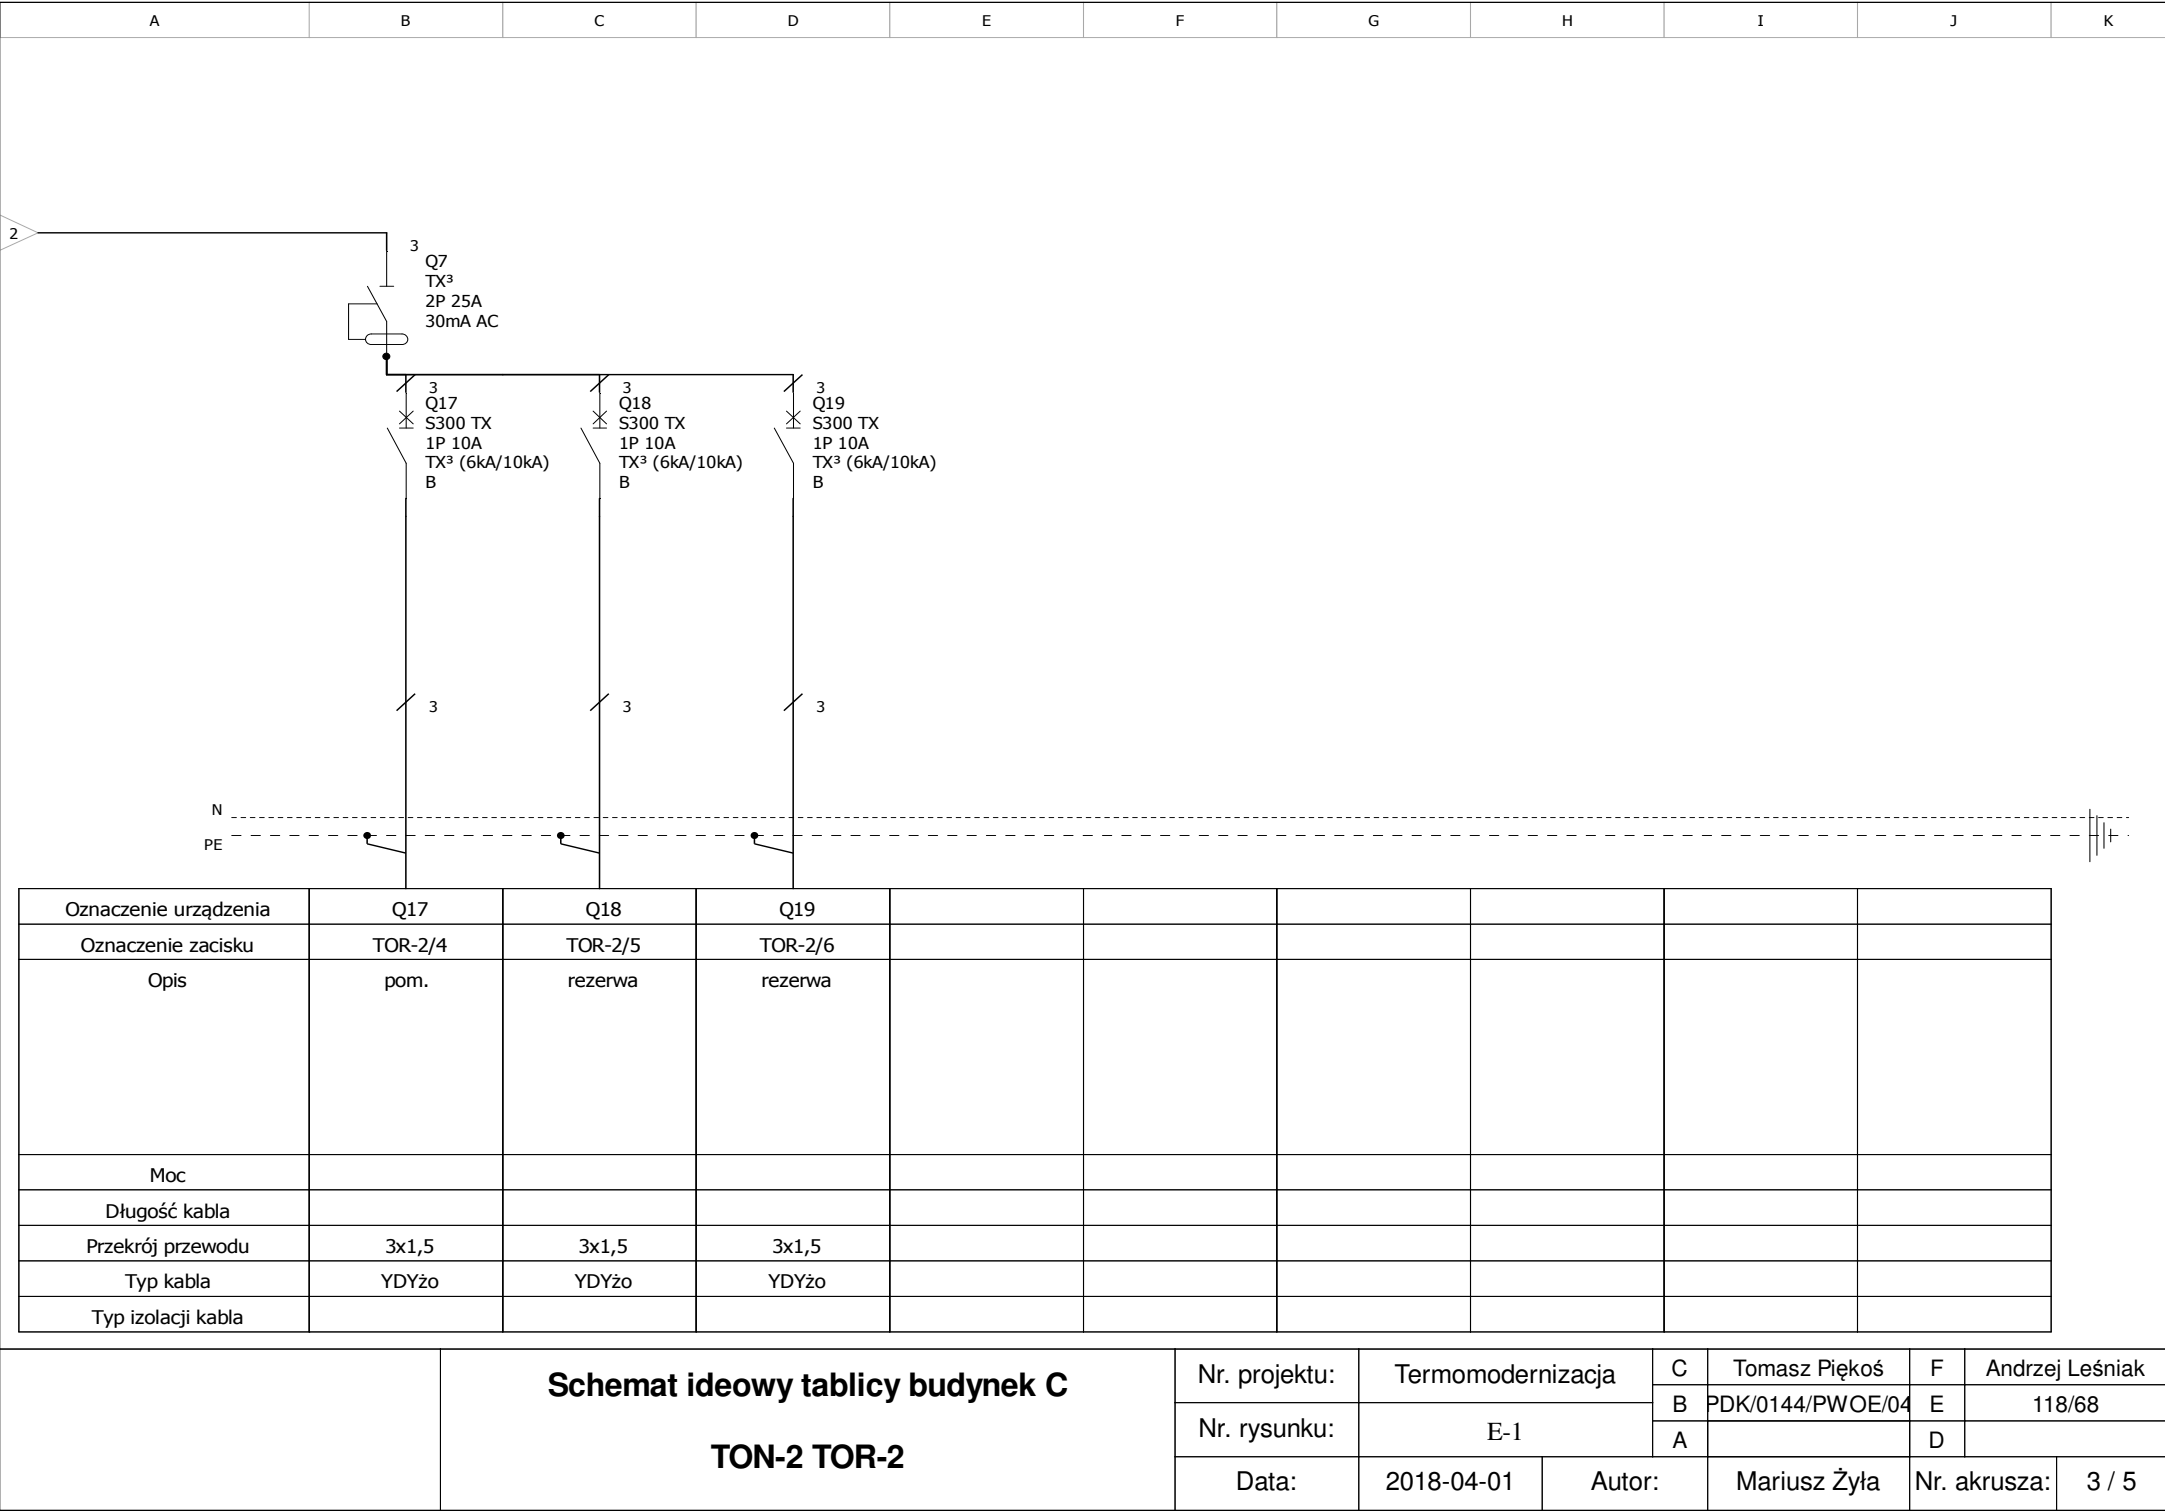 A B C D E F G H I J K
2
3
Q7
TX³
2P 25A
30mA AC
3 3 3
Q17 Q18 Q19
S300 TX S300 TX S300 TX
1P 10A 1P 10A 1P 10A
TX³ (6kA/10kA) TX³ (6kA/10kA) TX³ (6kA/10kA)
B B B
3 3 3
N
PE
Oznaczenie urządzenia Q17 Q18 Q19
Oznaczenie zacisku TOR-2/4 TOR-2/5 TOR-2/6
Opis pom. rezerwa rezerwa
Moc
Długość kabla
Przekrój przewodu 3x1,5 3x1,5 3x1,5
Typ kabla YDYżo YDYżo YDYżo
Typ izolacji kabla
Schemat ideowy tablicy budynek C
TON-2 TOR-2
Nr. projektu: Termomodernizacja C Tomasz Piękoś F Andrzej Leśniak
B PDK/0144/PWOE/04 E 118/68
Nr. rysunku: E-1 A D
Data: 2018-04-01 Autor: Mariusz Żyła Nr. akrusza: 3 / 5